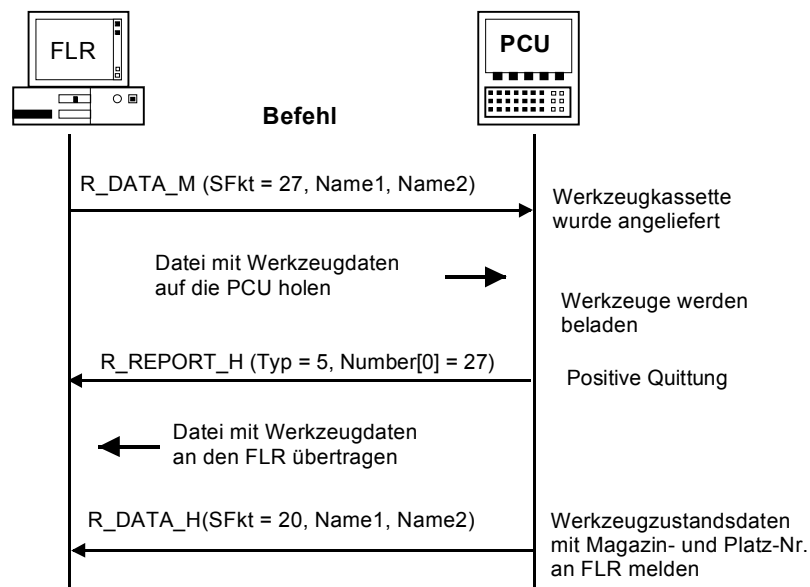 FLR
PCU
Befehl
R_DATA_M (SFkt = 27, Name1, Name2)
Werkzeugkassette
wurde angeliefert
Datei mit Werkzeugdaten
auf die PCU holen
Werkzeuge werden
beladen
R_REPORT_H (Typ = 5, Number[0] = 27)
Positive Quittung
Datei mit Werkzeugdaten
an den FLR übertragen
R_DATA_H(SFkt = 20, Name1, Name2)
Werkzeugzustandsdaten
mit Magazin- und Platz-Nr.
an FLR melden